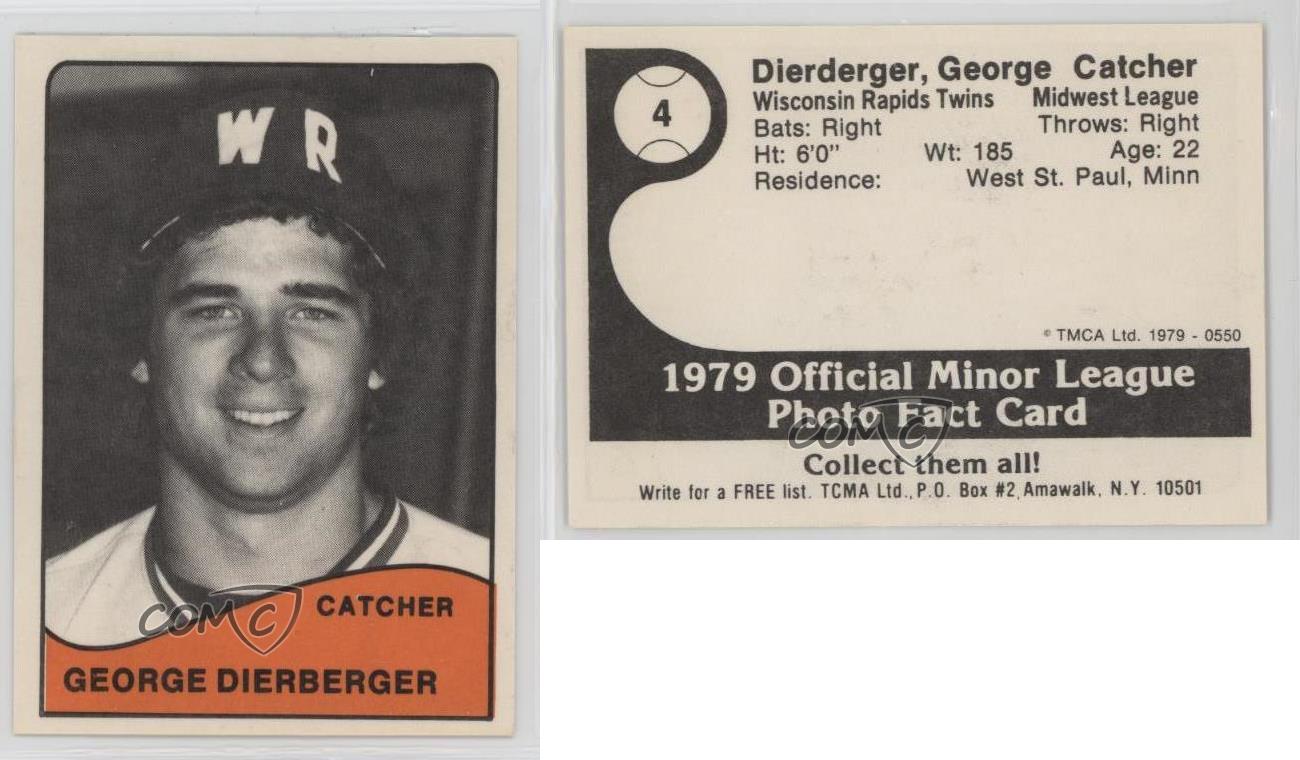 W R
CATCHER
GEORGE DIERBERGER
COMC
4
Dierderger, George Catcher
Wisconsin Rapids Twins Midwest League
Bats: Right Throws: Right
Ht: 6'0" Wt: 185 Age: 22
Residence: West St. Paul, Minn
© TMCA Ltd. 1979 - 0550
1979 Official Minor League
Photo Fact Card
COMC
Collect them all!
Write for a FREE list. TCMA Ltd., P.O. Box #2, Amawalk, N.Y. 10501